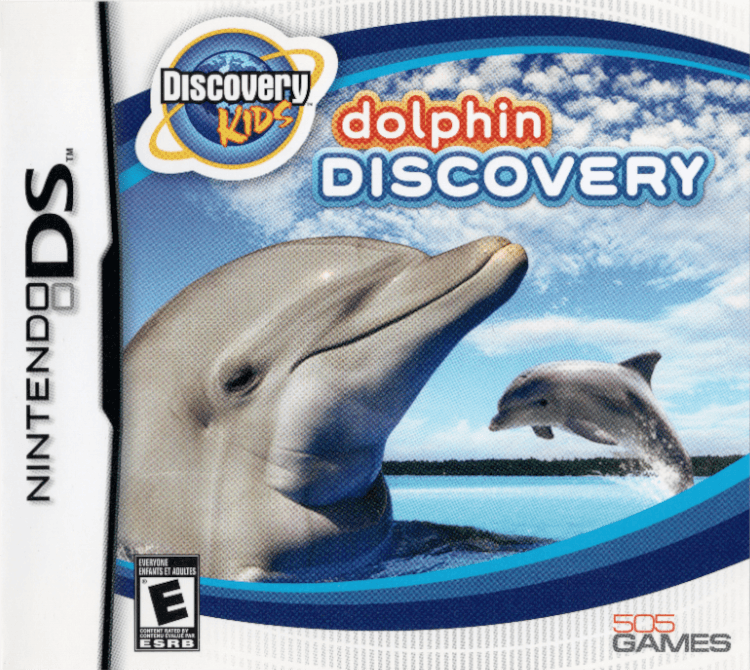 Discovery
KIDS
™
dolphin
DISCOVERY
NINTENDO DS™
EVERYONE
ENFANTS ET ADULTES
E
®
CONTENT RATED BY
CONTENU ÉVALUÉ PAR
ESRB
505
GAMES